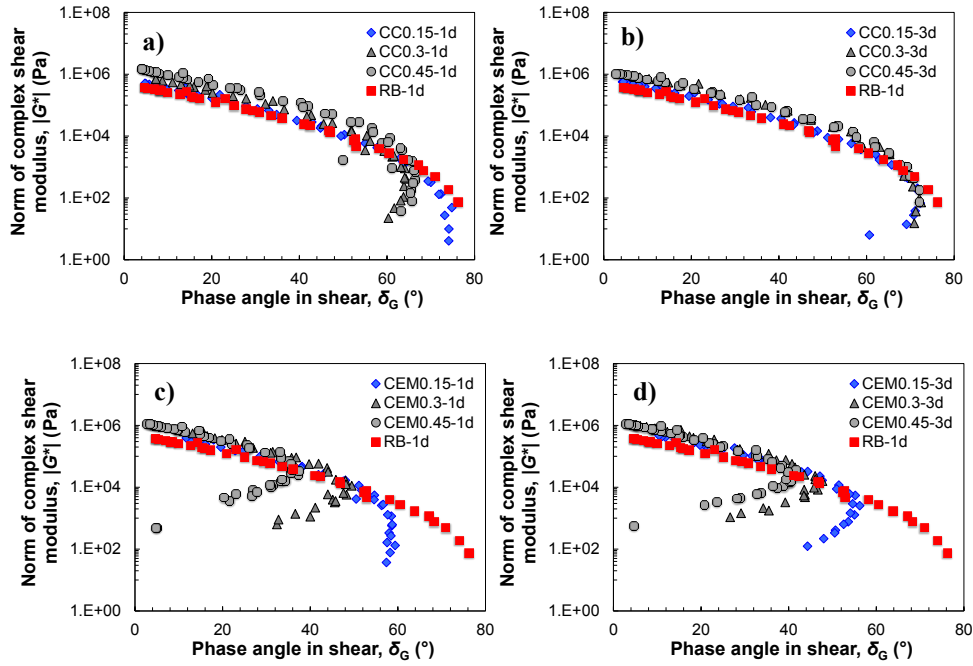 a)
1.E+08
1.E+06
1.E+04
1.E+02
1.E+00
0
20
40
60
80
Norm of complex shear
modulus, |G*| (Pa)
Phase angle in shear, δG (°)
CC0.15-1d
CC0.3-1d
CC0.45-1d
RB-1d
b)
1.E+08
1.E+06
1.E+04
1.E+02
1.E+00
0
20
40
60
80
Norm of complex shear
modulus, |G*| (Pa)
Phase angle in shear, δG (°)
CC0.15-3d
CC0.3-3d
CC0.45-3d
RB-1d
c)
1.E+08
1.E+06
1.E+04
1.E+02
1.E+00
0
20
40
60
80
Norm of complex shear
modulus, |G*| (Pa)
Phase angle in shear, δG (°)
CEM0.15-1d
CEM0.3-1d
CEM0.45-1d
RB-1d
d)
1.E+08
1.E+06
1.E+04
1.E+02
1.E+00
0
20
40
60
80
Norm of complex shear
modulus, |G*| (Pa)
Phase angle in shear, δG (°)
CEM0.15-3d
CEM0.3-3d
CEM0.45-3d
RB-1d